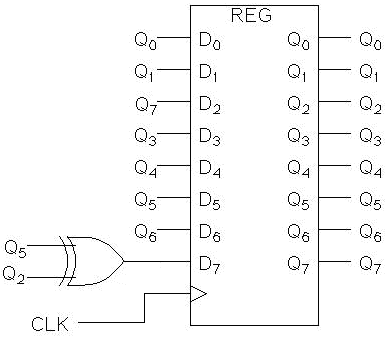 REG
Q0 D0 Q0 Q0
Q1 D1 Q1 Q1
Q7 D2 Q2 Q2
Q3 D3 Q3 Q3
Q4 D4 Q4 Q4
Q5 D5 Q5 Q5
Q6 D6 Q6 Q6
Q5
D7 Q7 Q7
Q2
CLK